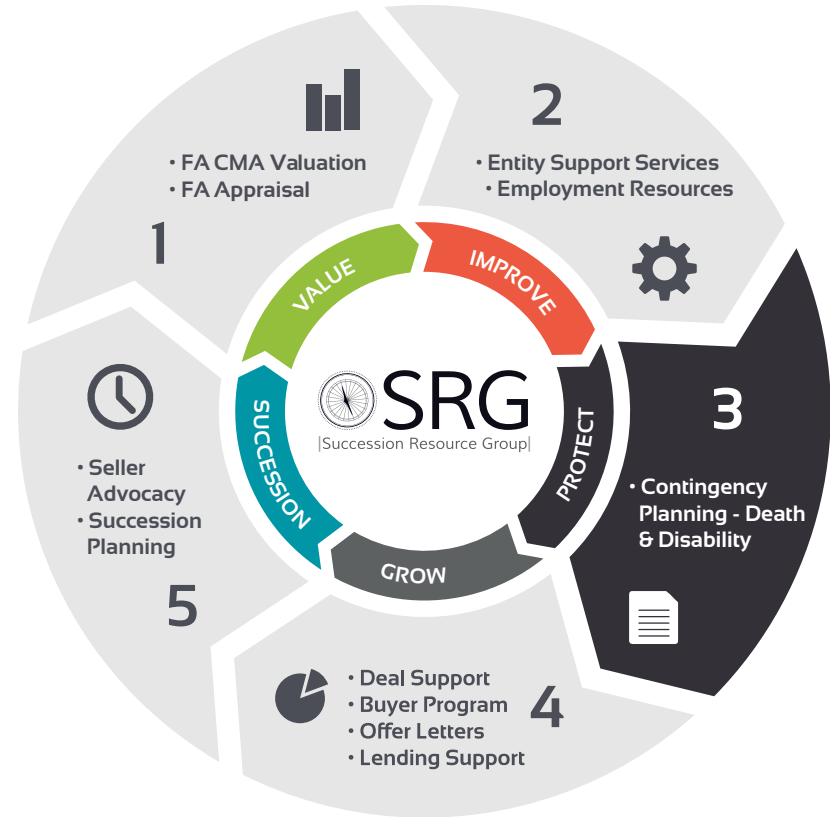 1
• FA CMA Valuation
• FA Appraisal
VALUE
2
• Entity Support Services
• Employment Resources
IMPROVE
3
• Contingency
Planning - Death
& Disability
PROTECT
4
• Deal Support
• Buyer Program
• Offer Letters
• Lending Support
GROW
5
• Seller
Advocacy
• Succession
Planning
SUCCESSION
SRG
|Succession Resource Group|